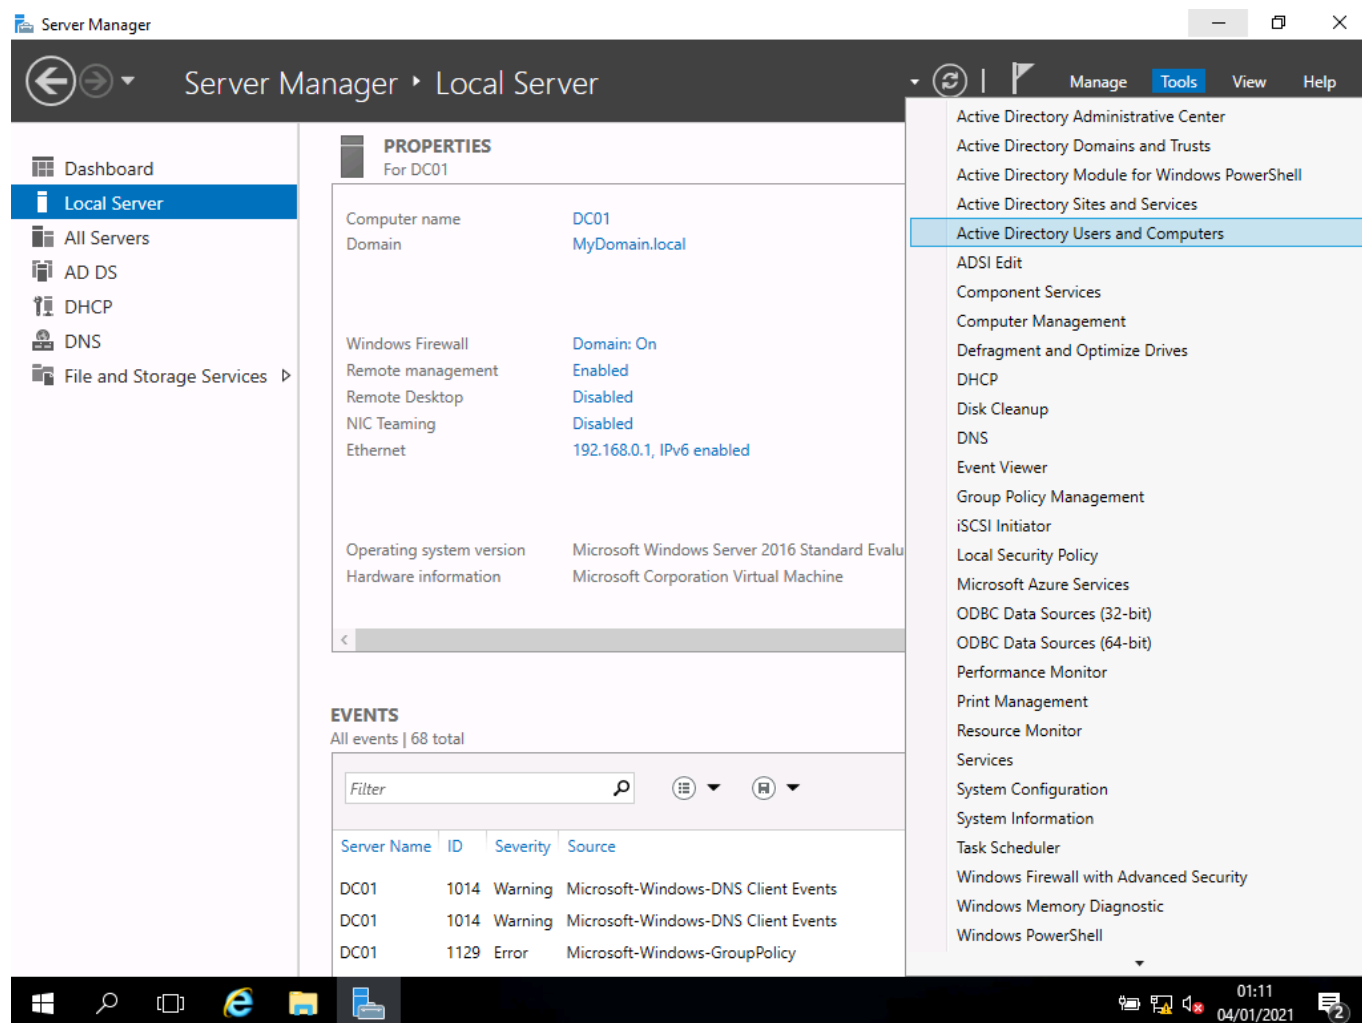 Server Manager
Server Manager • Local Server
Manage Tools View Help
Dashboard
Local Server
All Servers
AD DS
DHCP
DNS
File and Storage Services
PROPERTIES
For DC01
Computer name DC01
Domain MyDomain.local
Windows Firewall Domain: On
Remote management Enabled
Remote Desktop Disabled
NIC Teaming Disabled
Ethernet 192.168.0.1, IPv6 enabled
Operating system version Microsoft Windows Server 2016 Standard Evalu
Hardware information Microsoft Corporation Virtual Machine
EVENTS
All events | 68 total
Filter
Server Name ID Severity Source
DC01 1014 Warning Microsoft-Windows-DNS Client Events
DC01 1014 Warning Microsoft-Windows-DNS Client Events
DC01 1129 Error Microsoft-Windows-GroupPolicy
Active Directory Administrative Center
Active Directory Domains and Trusts
Active Directory Module for Windows PowerShell
Active Directory Sites and Services
Active Directory Users and Computers
ADSI Edit
Component Services
Computer Management
Defragment and Optimize Drives
DHCP
Disk Cleanup
DNS
Event Viewer
Group Policy Management
iSCSI Initiator
Local Security Policy
Microsoft Azure Services
ODBC Data Sources (32-bit)
ODBC Data Sources (64-bit)
Performance Monitor
Print Management
Resource Monitor
Services
System Configuration
System Information
Task Scheduler
Windows Firewall with Advanced Security
Windows Memory Diagnostic
Windows PowerShell
01:11
04/01/2021
2